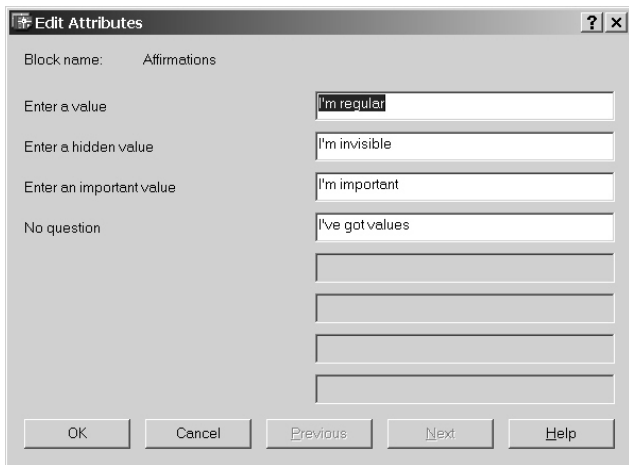 Edit Attributes
Block name: Affirmations
Enter a value I'm regular
Enter a hidden value I'm invisible
Enter an important value I'm important
No question I've got values
OK Cancel Previous Next Help